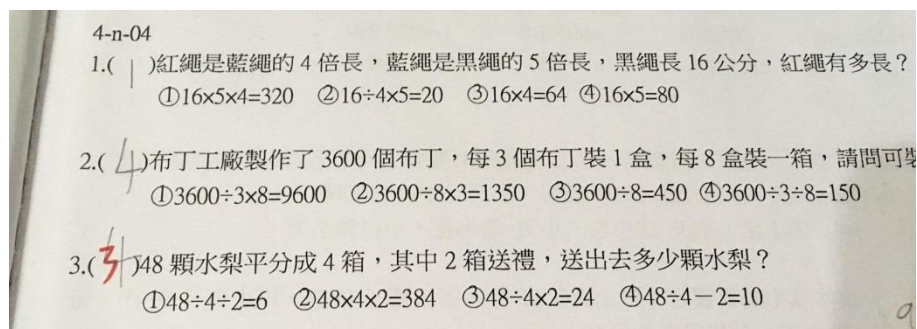 4-n-04
1.( 1 )紅繩是藍繩的 4 倍長，藍繩是黑繩的 5 倍長，黑繩長 16 公分，紅繩有多長？
①16×5×4=320 ②16÷4×5=20 ③16×4=64 ④16×5=80
2.( 4 )布丁工廠製作了 3600 個布丁，每 3 個布丁裝 1 盒，每 8 盒裝一箱，請問可裝
①3600÷3×8=9600 ②3600÷8×3=1350 ③3600÷8=450 ④3600÷3÷8=150
3.( 3 )48 顆水梨平分成 4 箱，其中 2 箱送禮，送出去多少顆水梨？
①48÷4÷2=6 ②48×4×2=384 ③48÷4×2=24 ④48÷4－2=10